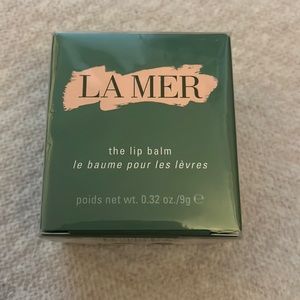 LA MER
the lip balm
le baume pour les lèvres
poids net wt. 0.32 oz./9g ℮